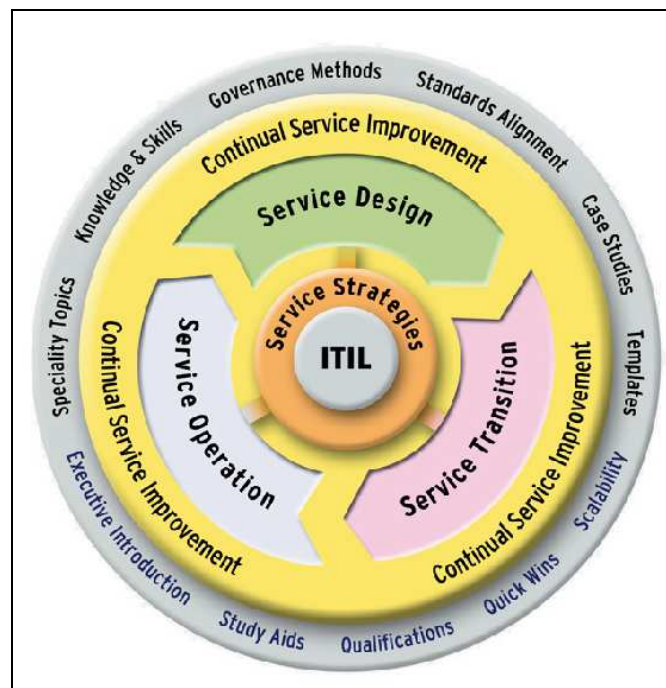 Governance Methods
Standards Alignment
Knowledge & Skills
Case Studies
Speciality Topics
Templates
Executive Introduction
Scalability
Study Aids
Qualifications
Quick Wins
Continual Service Improvement
Continual Service Improvement
Continual Service Improvement
Service Design
Service Operation
Service Transition
Service Strategies
ITIL